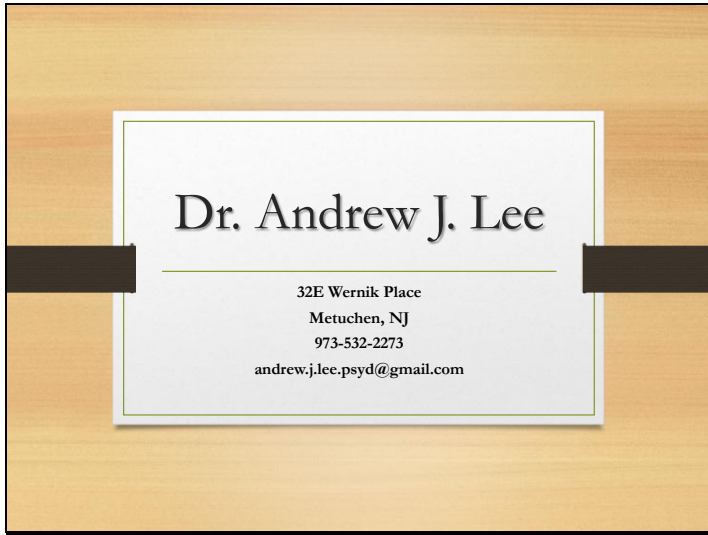 Dr. Andrew J. Lee
32E Wernik Place
Metuchen, NJ
973-532-2273
andrew.j.lee.psyd@gmail.com